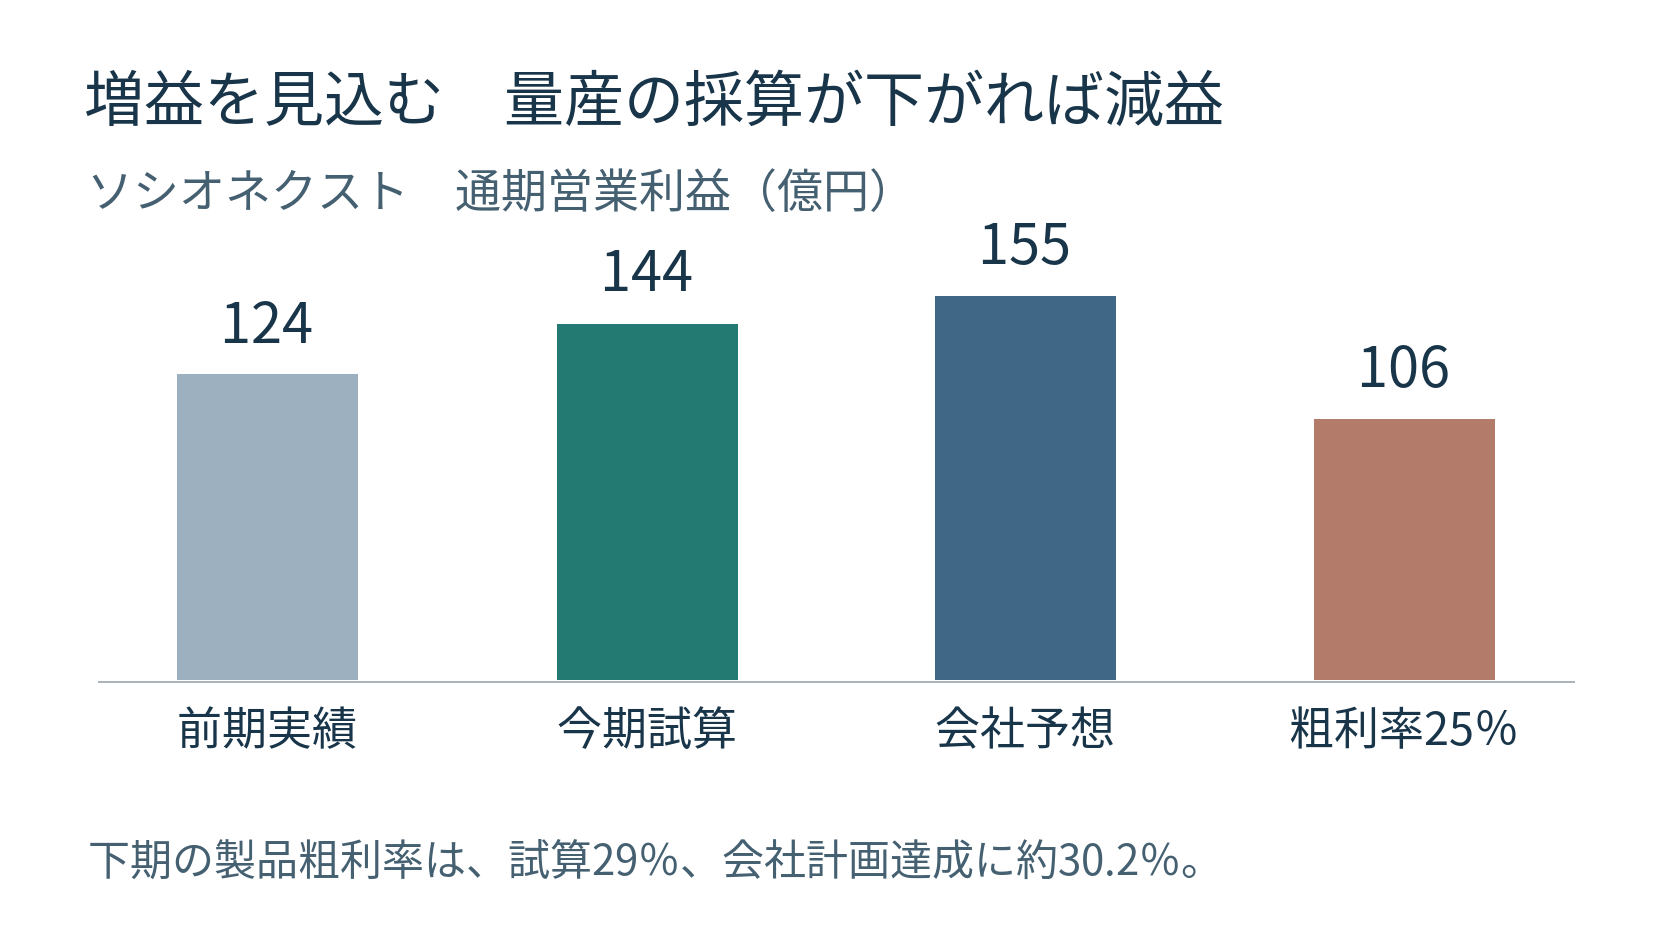 増益を見込む　量産の採算が下がれば減益
ソシオネクスト　通期営業利益（億円）
124
144
155
106
前期実績
今期試算
会社予想
粗利率25%
下期の製品粗利率は、試算29%、会社計画達成に約30.2%。